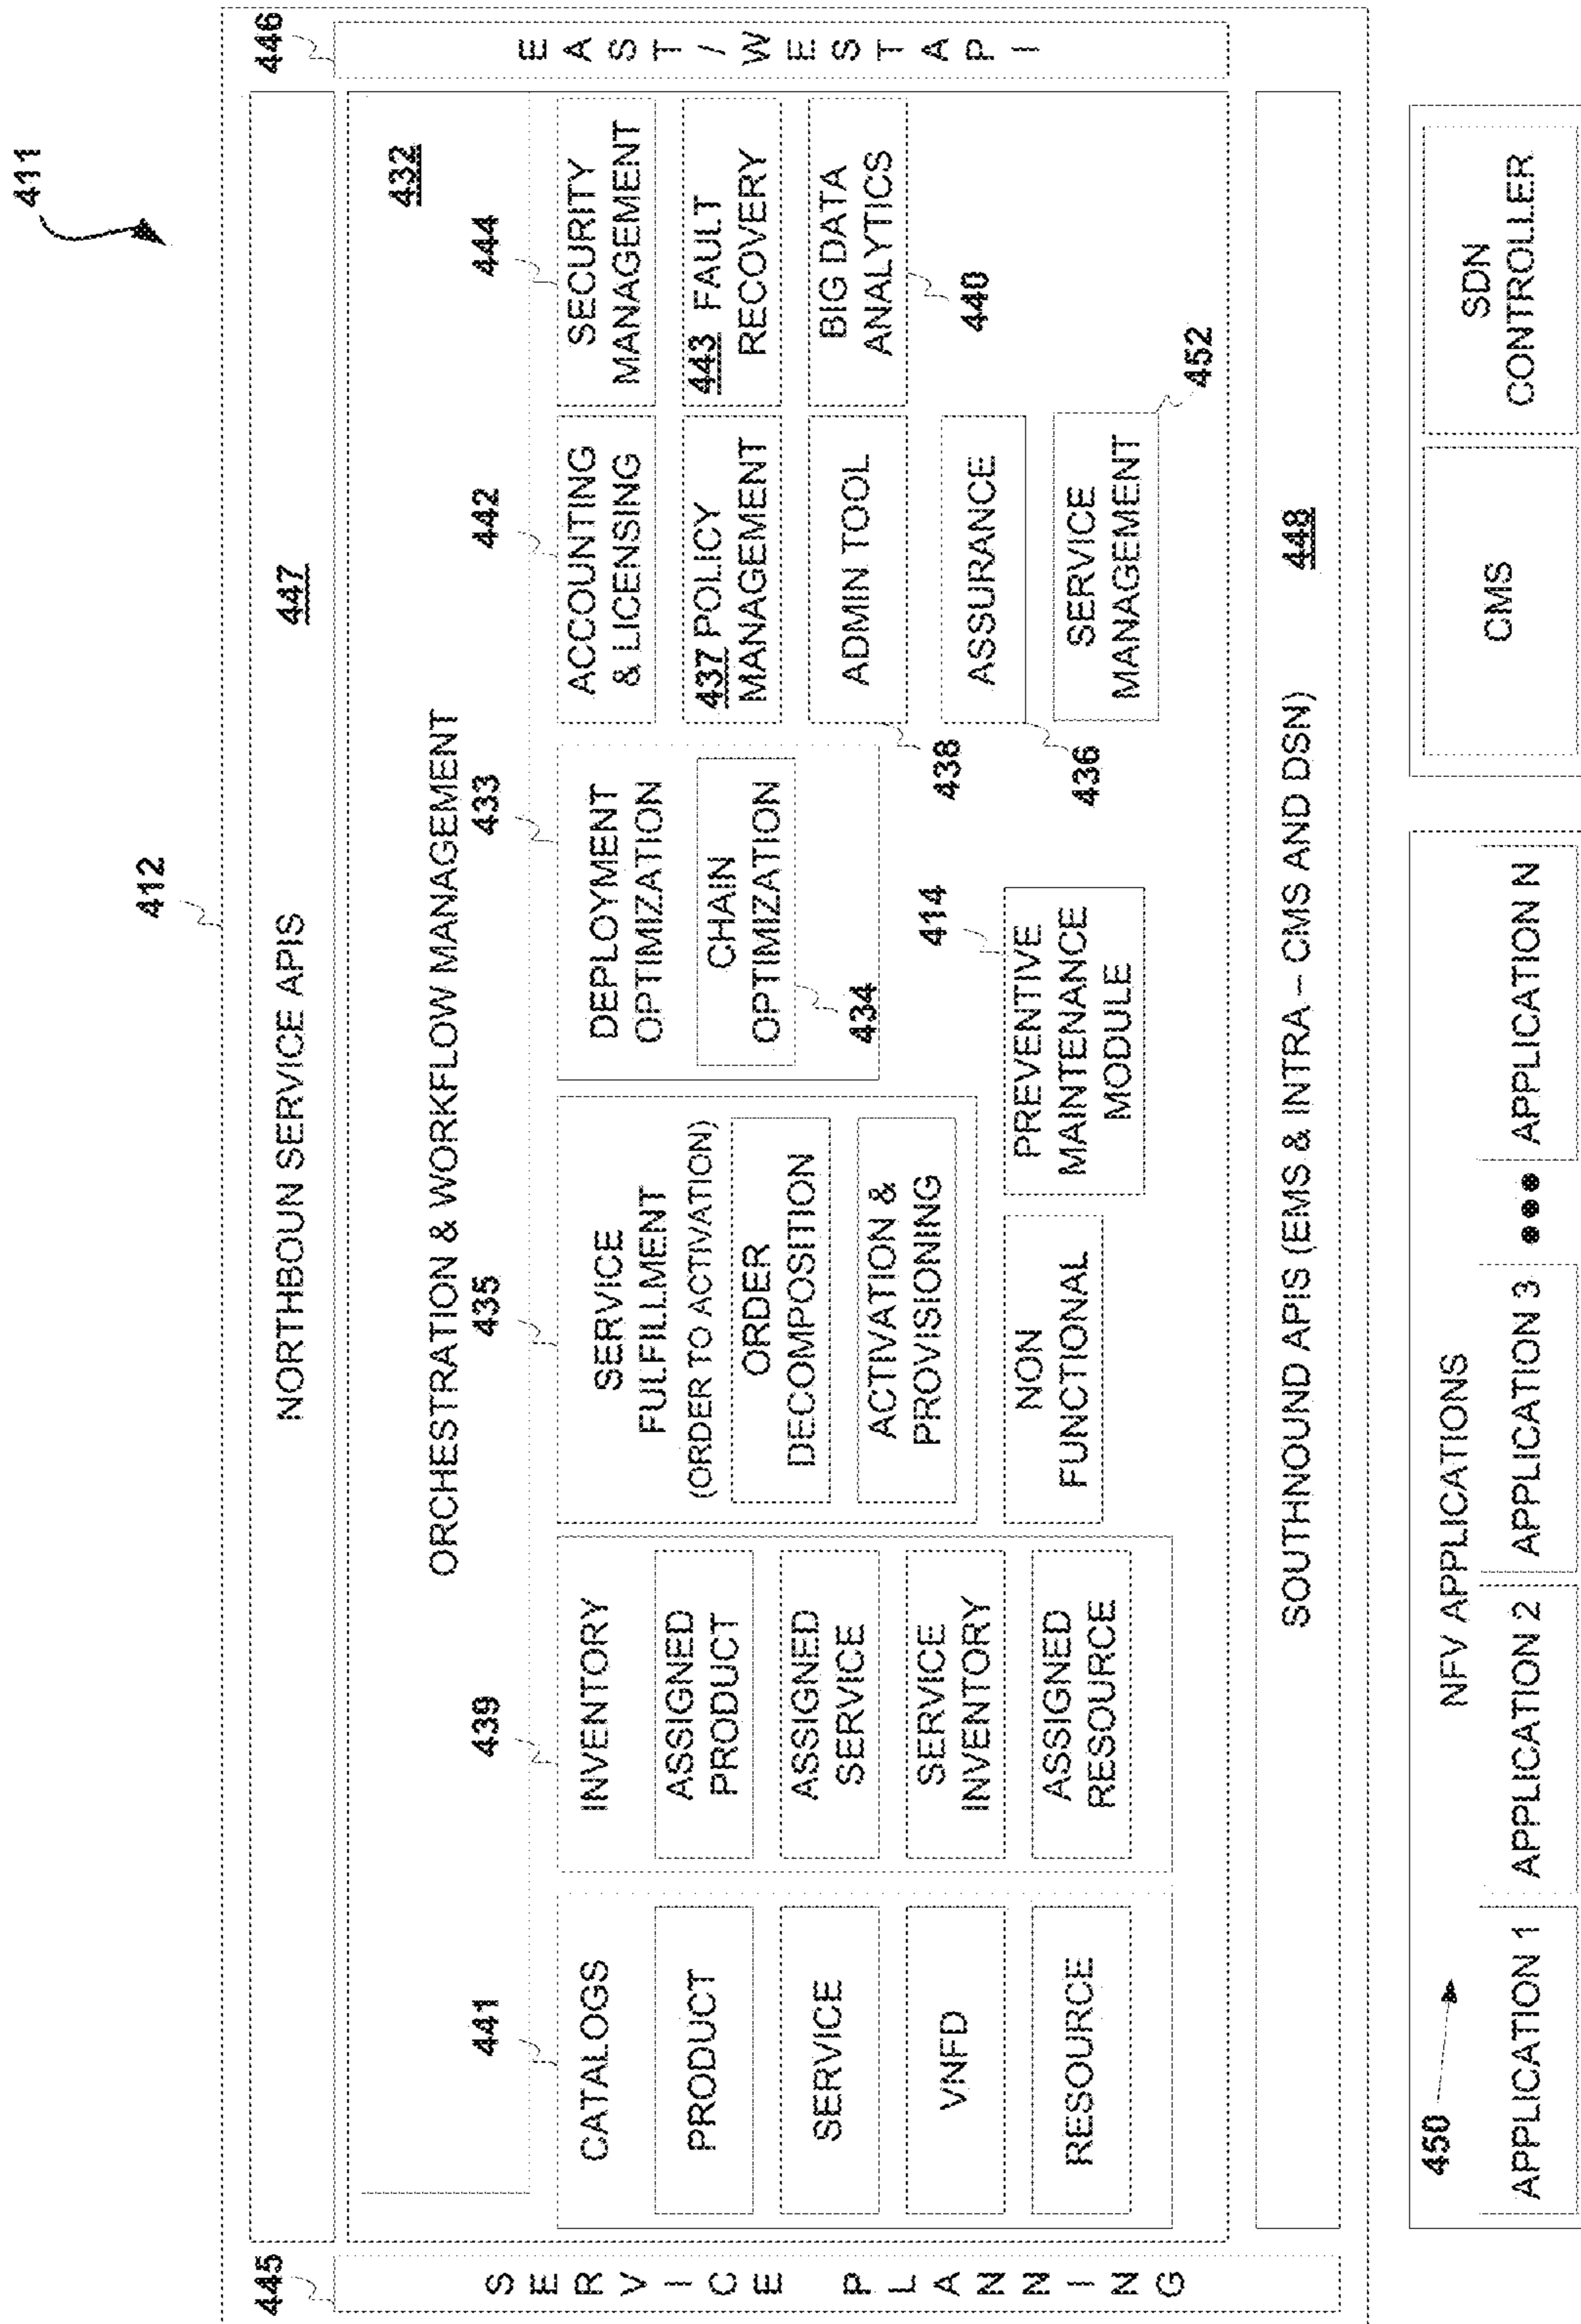 411
412
445
446
447
NORTHBOUN SERVICE APIS
432
ORCHESTRATION & WORKFLOW MANAGEMENT
SERVICE PLANNING
EAST/WEST API
441
CATALOGS
PRODUCT
SERVICE
VNFD
RESOURCE
439
INVENTORY
ASSIGNED
PRODUCT
ASSIGNED
SERVICE
SERVICE
INVENTORY
ASSIGNED
RESOURCE
435
SERVICE
FULFILLMENT
(ORDER TO ACTIVATION)
ORDER
DECOMPOSITION
ACTIVATION &
PROVISIONING
NON
FUNCTIONAL
433
DEPLOYMENT
OPTIMIZATION
CHAIN
OPTIMIZATION
434
414
PREVENTIVE
MAINTENANCE
MODULE
442
ACCOUNTING
& LICENSING
437 POLICY
MANAGEMENT
ADMIN TOOL
438
ASSURANCE
436
SERVICE
MANAGEMENT
452
444
SECURITY
MANAGEMENT
443 FAULT
RECOVERY
BIG DATA
ANALYTICS
440
SOUTHNOUND APIS (EMS & INTRA – CMS AND DSN)
448
450
NFV APPLICATIONS
APPLICATION 1
APPLICATION 2
APPLICATION 3
●●●
APPLICATION N
CMS
SDN
CONTROLLER